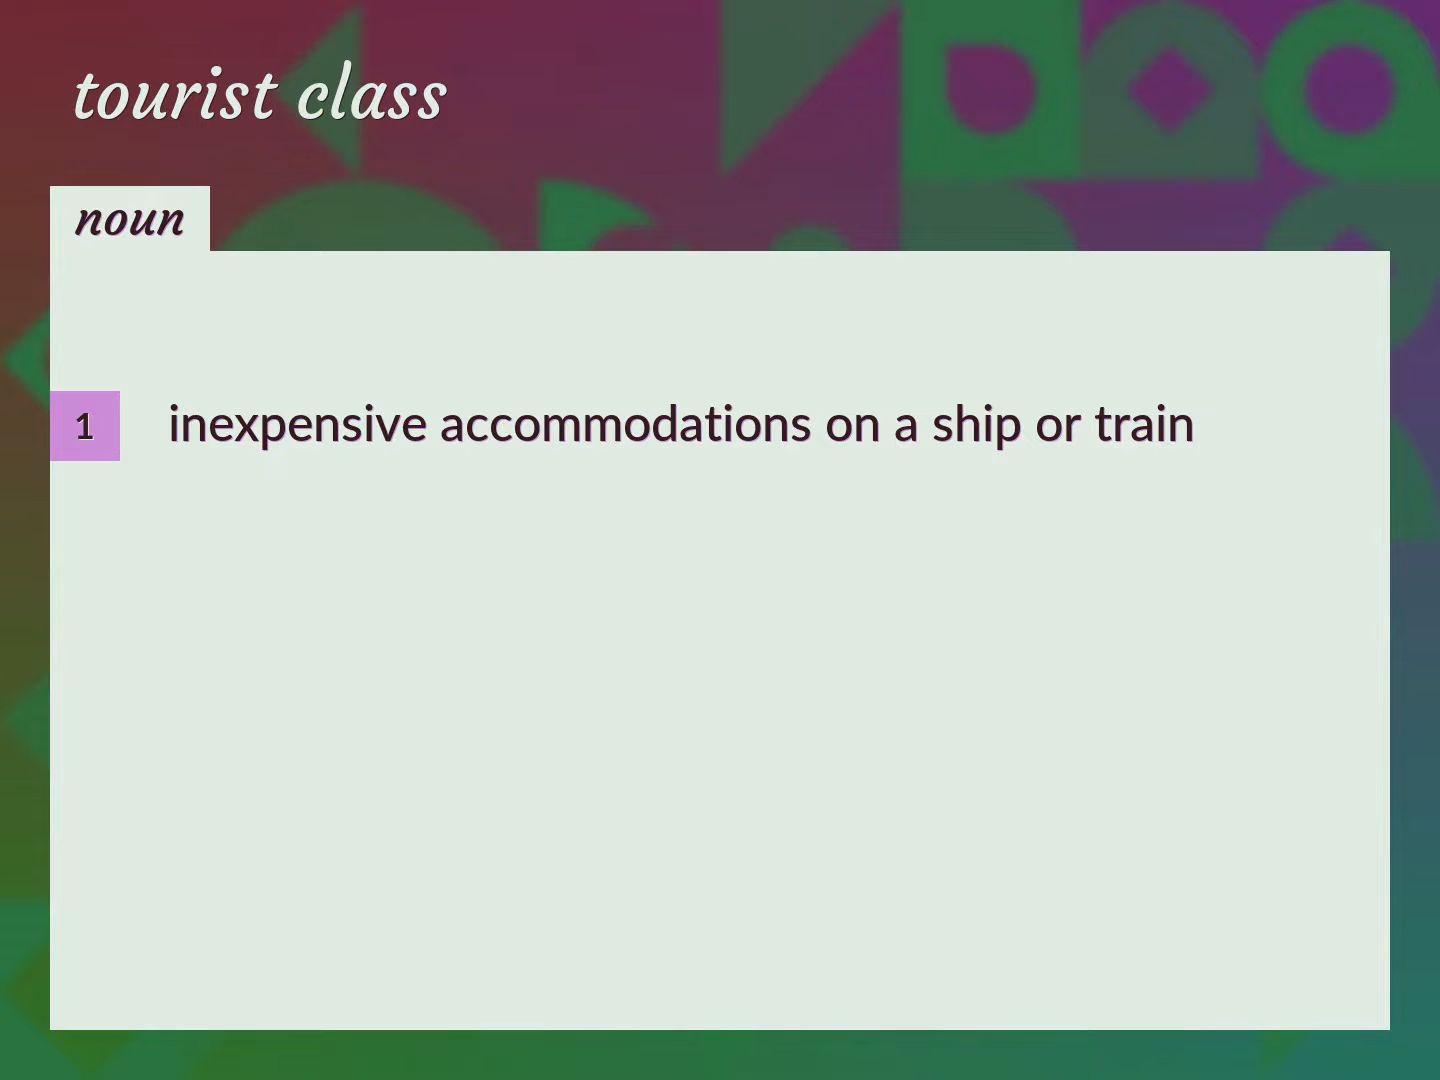 tourist class
noun
1 inexpensive accommodations on a ship or train